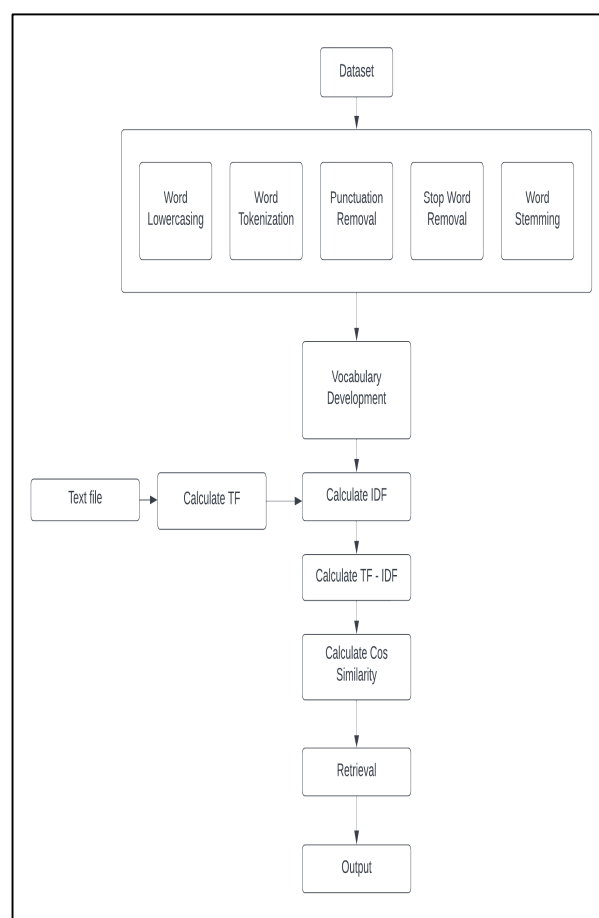 Dataset
Word
Lowercasing
Word
Tokenization
Punctuation
Removal
Stop Word
Removal
Word
Stemming
Vocabulary
Development
Text file
Calculate TF
Calculate IDF
Calculate TF - IDF
Calculate Cos
Similarity
Retrieval
Output